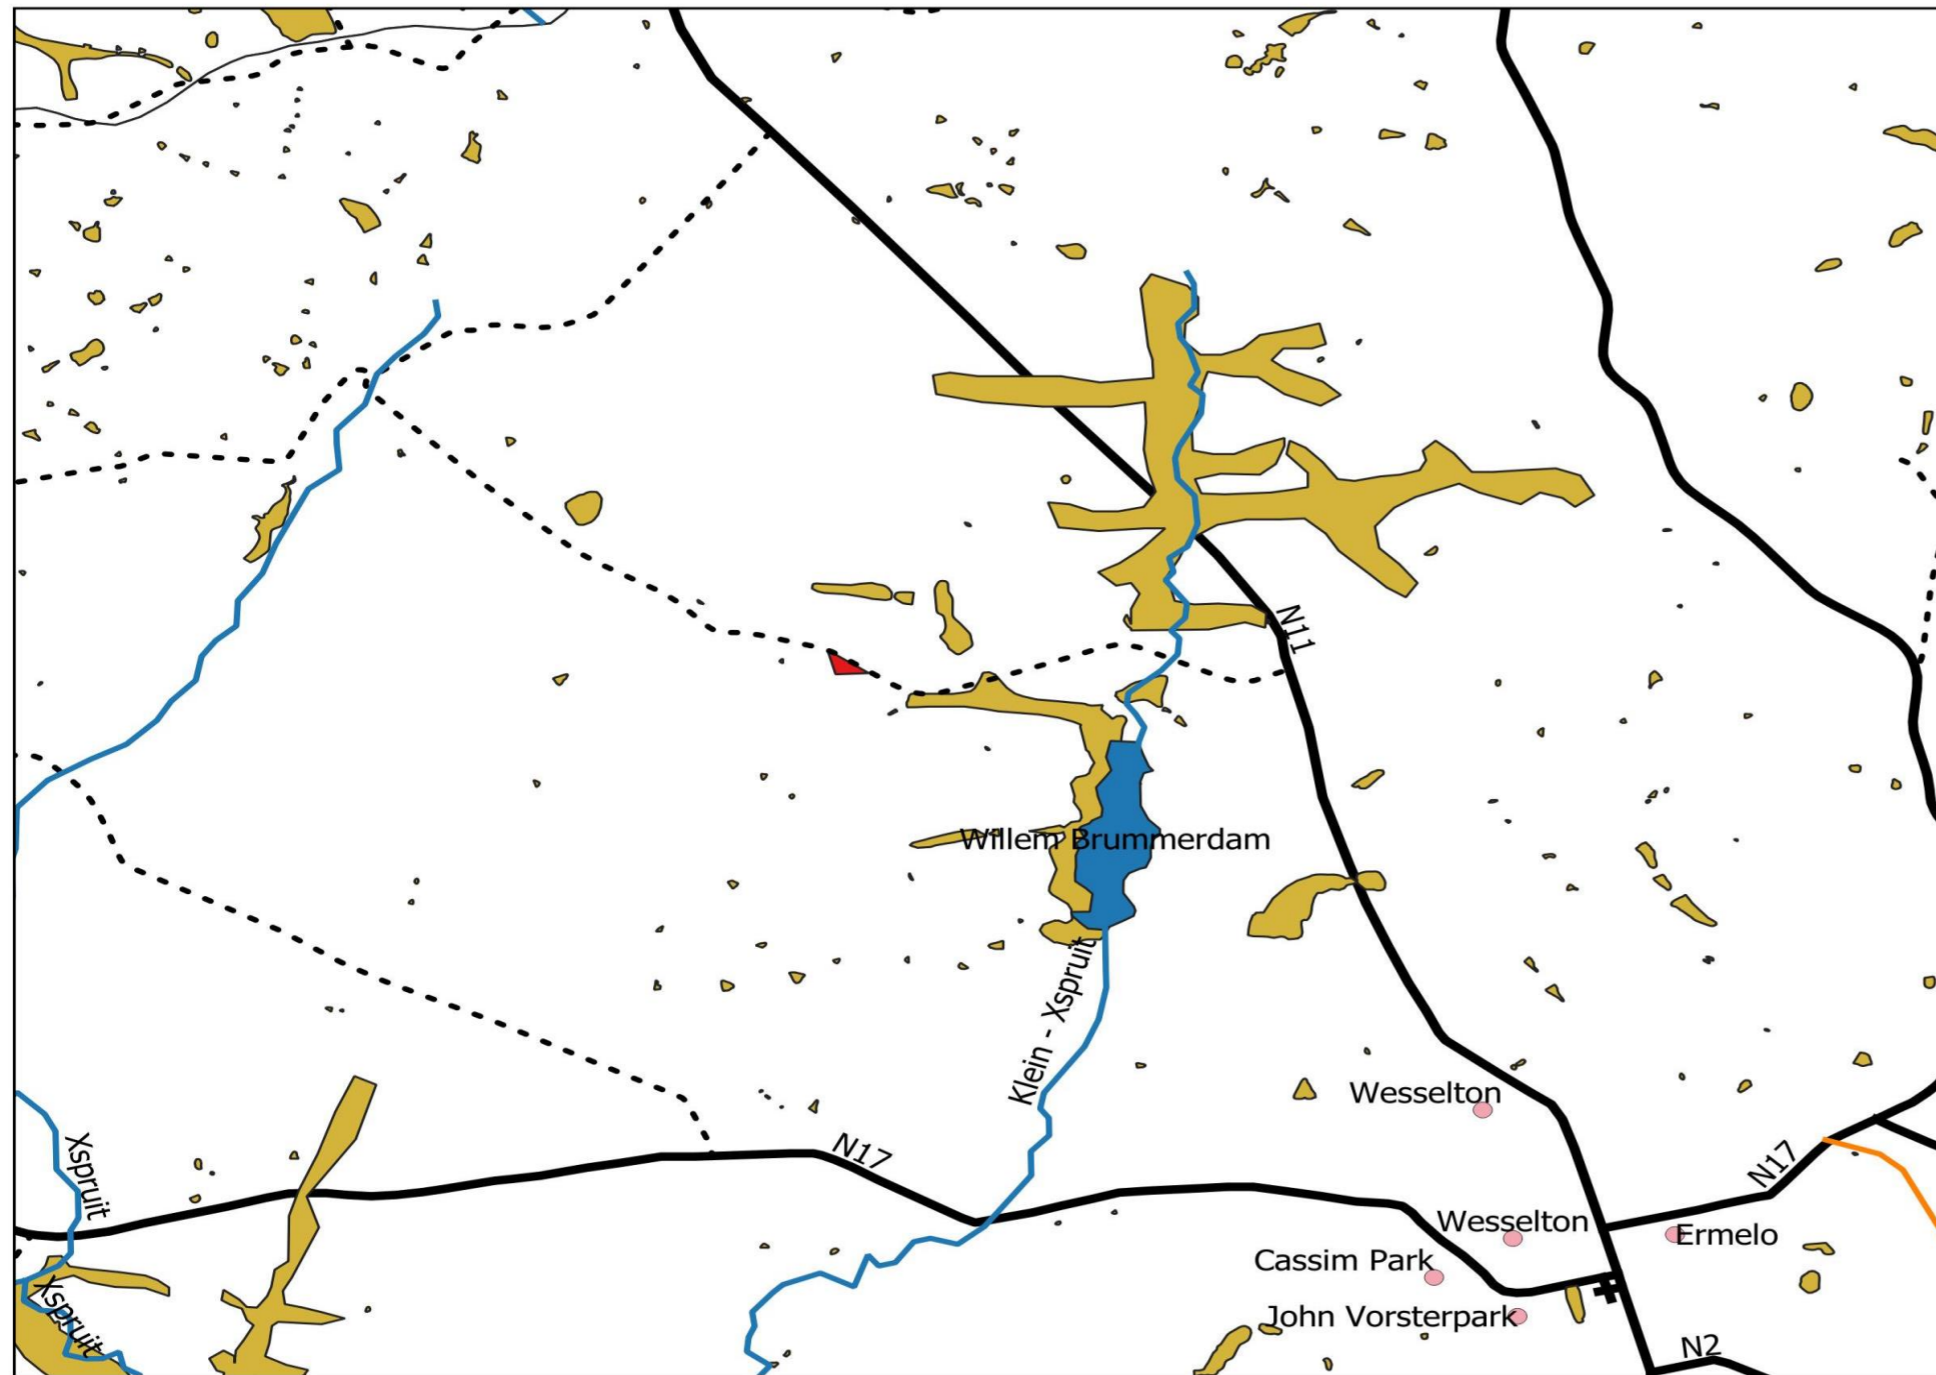 N11
Willem Brummerdam
Klein - Xspruit
Wesselton
Xspruit
N17
N17
Wesselton
Ermelo
Cassim Park
Xspruit
John Vorsterpark
N2